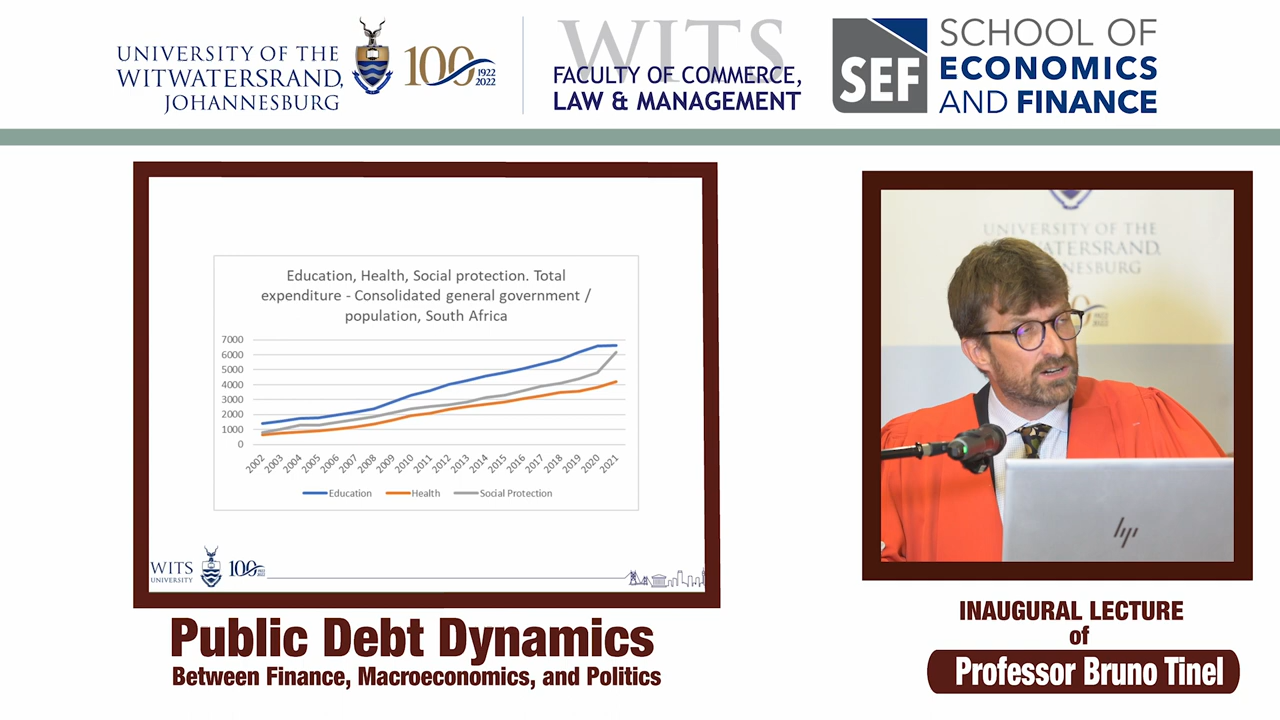 UNIVERSITY OF THE
WITWATERSRAND,
JOHANNESBURG
100 1922
2022
WITS
FACULTY OF COMMERCE,
LAW & MANAGEMENT
SEF
SCHOOL OF
ECONOMICS
AND FINANCE
Education, Health, Social protection. Total
expenditure - Consolidated general government /
population, South Africa
7000
6000
5000
4000
3000
2000
1000
0
2002 2003 2004 2005 2006 2007 2008 2009 2010 2011 2012 2013 2014 2015 2016 2017 2018 2019 2020 2021
Education Health Social Protection
WITS
UNIVERSITY
100
Public Debt Dynamics
Between Finance, Macroeconomics, and Politics
UNIVERSITY OF THE
WATERSRAND,
NESBURG
hp
INAUGURAL LECTURE
of
Professor Bruno Tinel